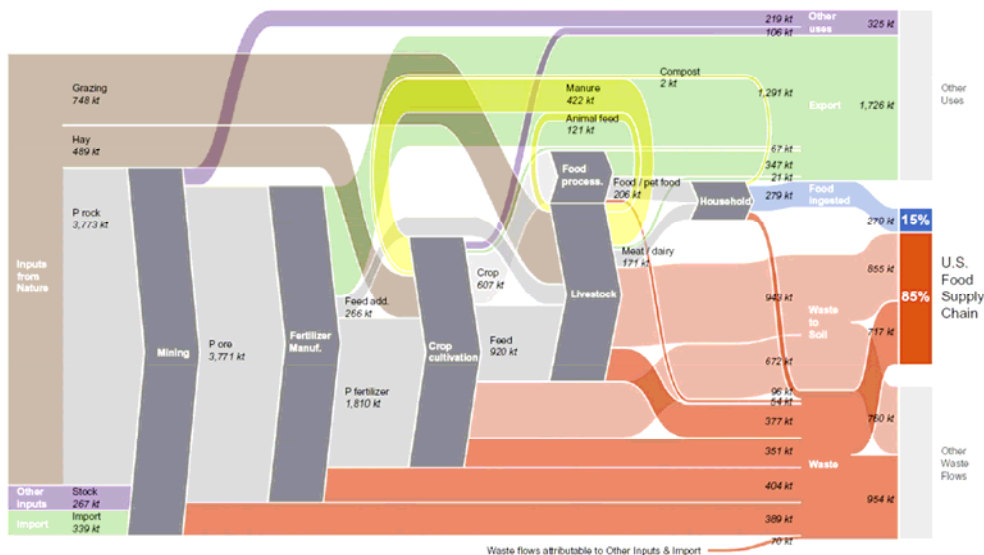 219 kt
Other
uses
325 kt
106 kt
Grazing
748 kt
Manure
422 kt
Compost
2 kt
1,291 kt
Export
1,726 kt
Other
Uses
Animal feed
121 kt
Hay
489 kt
67 kt
347 kt
21 kt
Food
process.
Food / pet food
206 kt
Household
279 kt
Food
Ingested
P rock
3,773 kt
279 kt
15%
Inputs
from
Nature
Crop
607 kt
Meat / dairy
171 kt
855 kt
U.S.
Food
Supply
Chain
85%
Feed add.
256 kt
Livestock
943 kt
Waste
to
Soil
717 kt
Mining
P ore
3,771 kt
Fertilizer
Manuf.
Crop
cultivation
Feed
920 kt
672 kt
P fertilizer
1,810 kt
96 kt
54 kt
377 kt
760 kt
351 kt
Waste
Other
Waste
Flows
Other
Inputs
Stock
267 kt
404 kt
954 kt
Import
Import
339 kt
389 kt
70 kt
Waste flows attributable to Other Inputs & Import